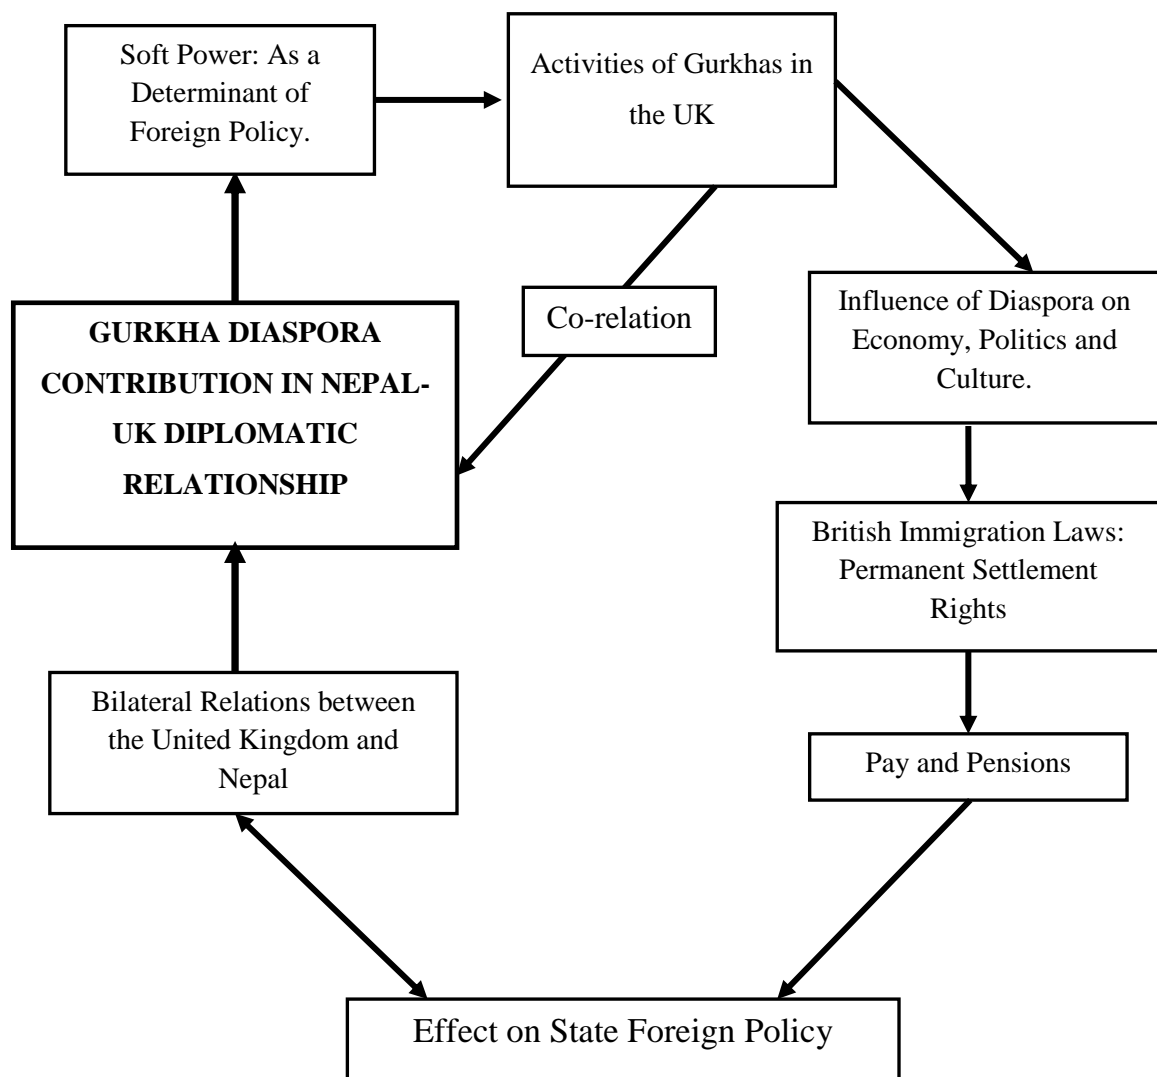 Soft Power: As a
Determinant of
Foreign Policy.
Activities of Gurkhas in
the UK
Co-relation
Influence of Diaspora on
Economy, Politics and
Culture.
GURKHA DIASPORA
CONTRIBUTION IN NEPAL-
UK DIPLOMATIC
RELATIONSHIP
British Immigration Laws:
Permanent Settlement
Rights
Bilateral Relations between
the United Kingdom and
Nepal
Pay and Pensions
Effect on State Foreign Policy